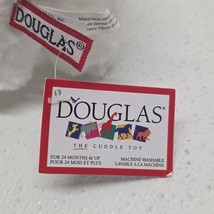 DOUGLAS®
DOUGLAS®
THE CUDDLE TOY
FOR 24 MONTHS & UP
POUR 24 MOIS ET PLUS
MACHINE WASHABLE
LAVABLE A LA MACHINE